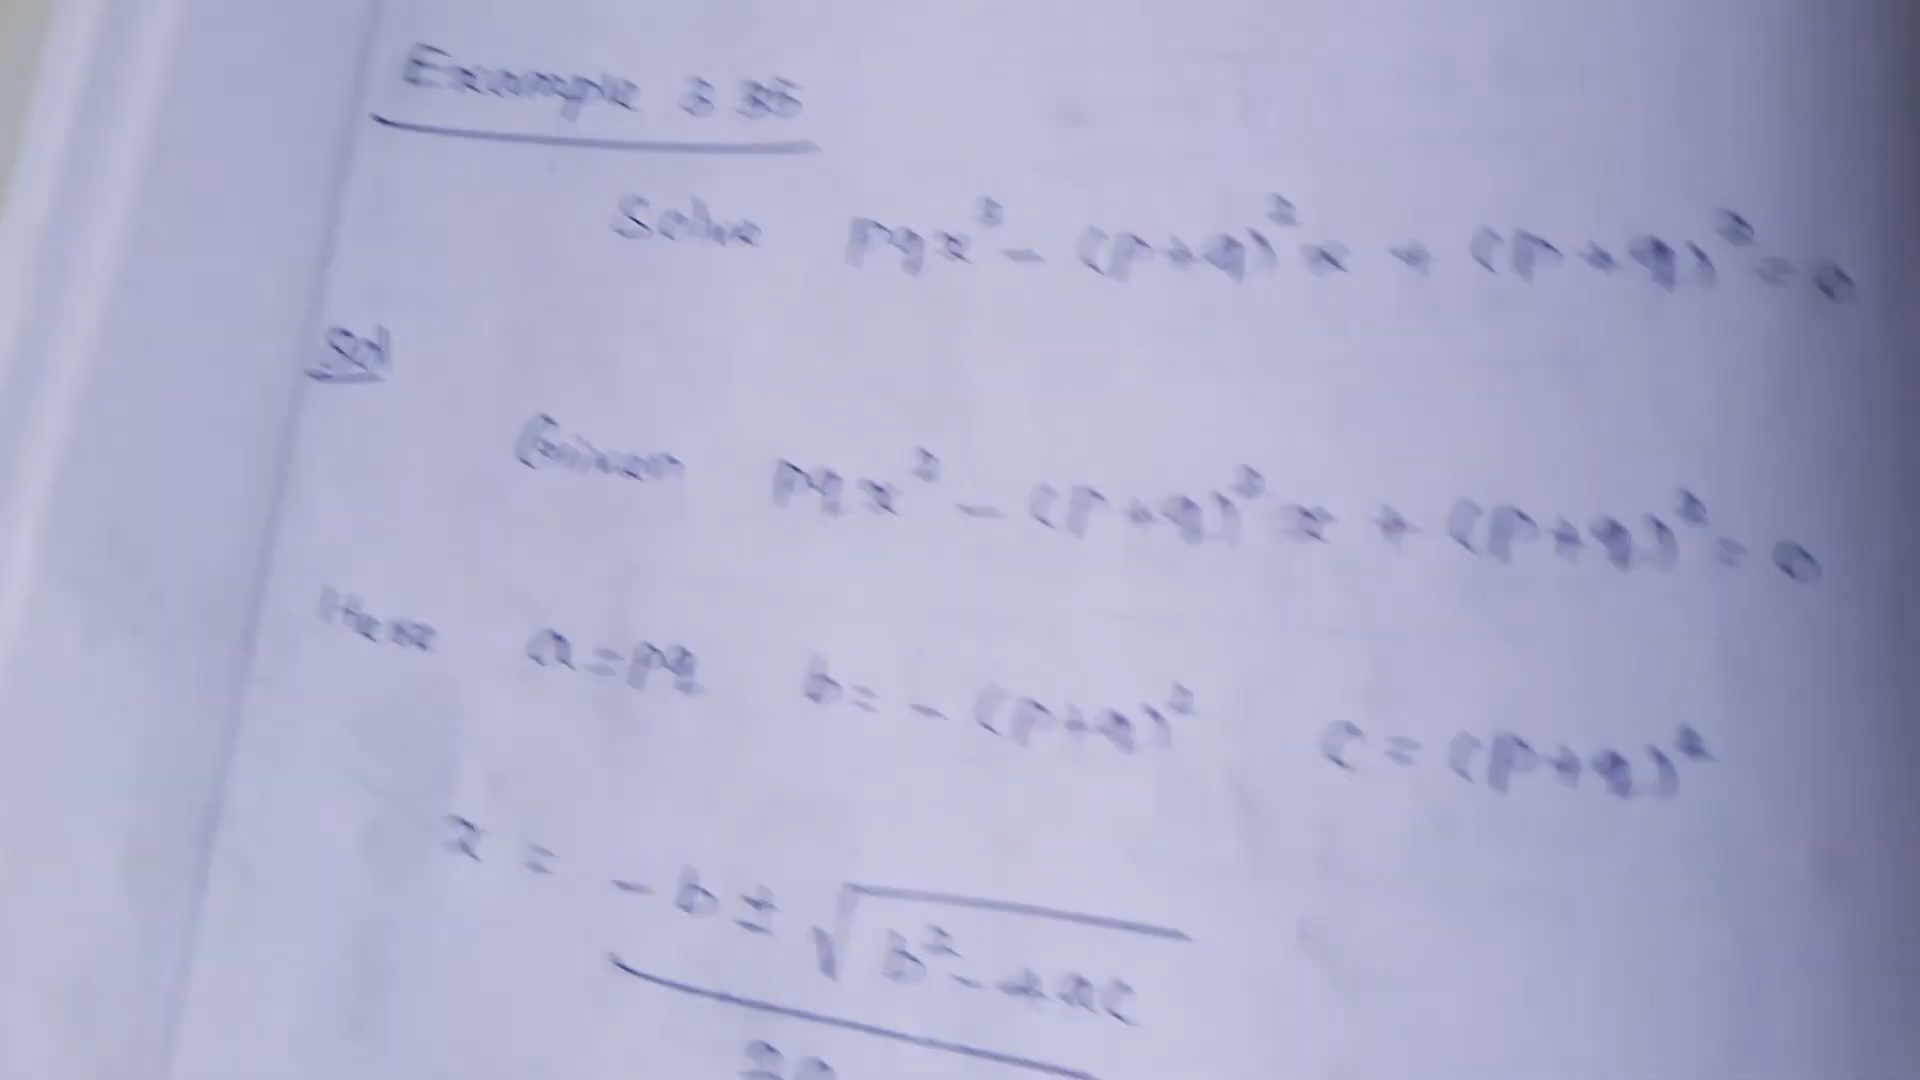 Example 3.35
Solve pqx² - (p+q)²x + (p+q)² = 0
Sol
Given pqx² - (p+q)²x + (p+q)² = 0
Here a = pq b = -(p+q)² c = (p+q)²
x = -b ± √b² - 4ac
2a